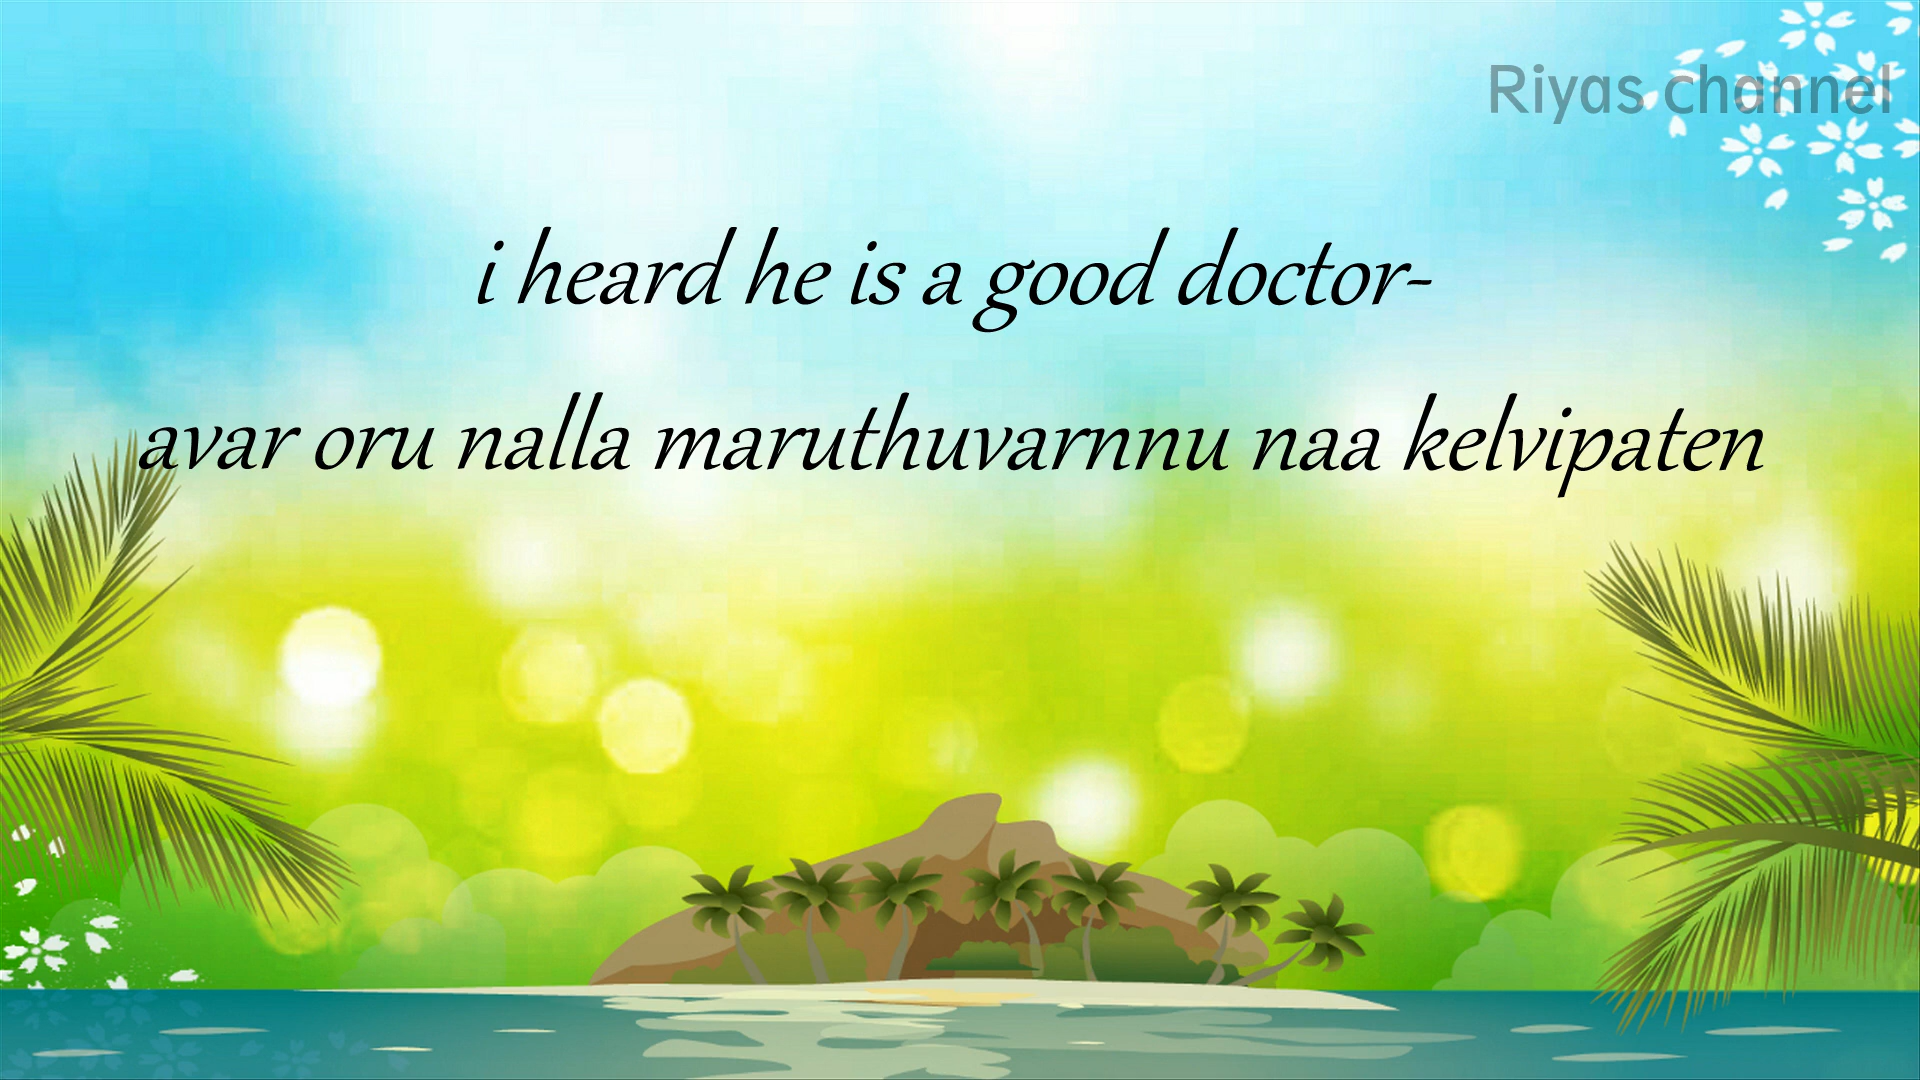 Riyas channel
i heard he is a good doctor-
avar oru nalla maruthuvarnnu naa kelvipaten